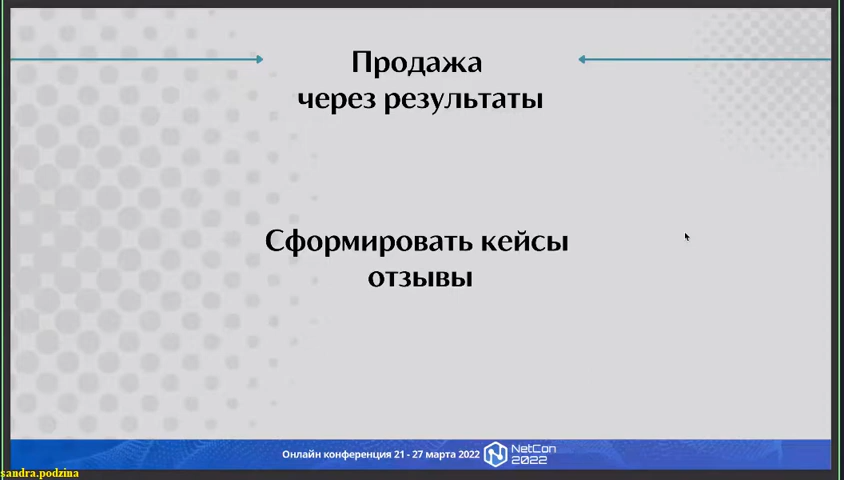 Продажа
через результаты
Сформировать кейсы
отзывы
Онлайн конференция 21 - 27 марта 2022
NetCon
2022
sandra.podzina